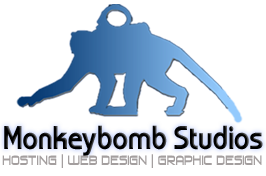 Monkeybomb Studios
HOSTING | WEB DESIGN | GRAPHIC DESIGN